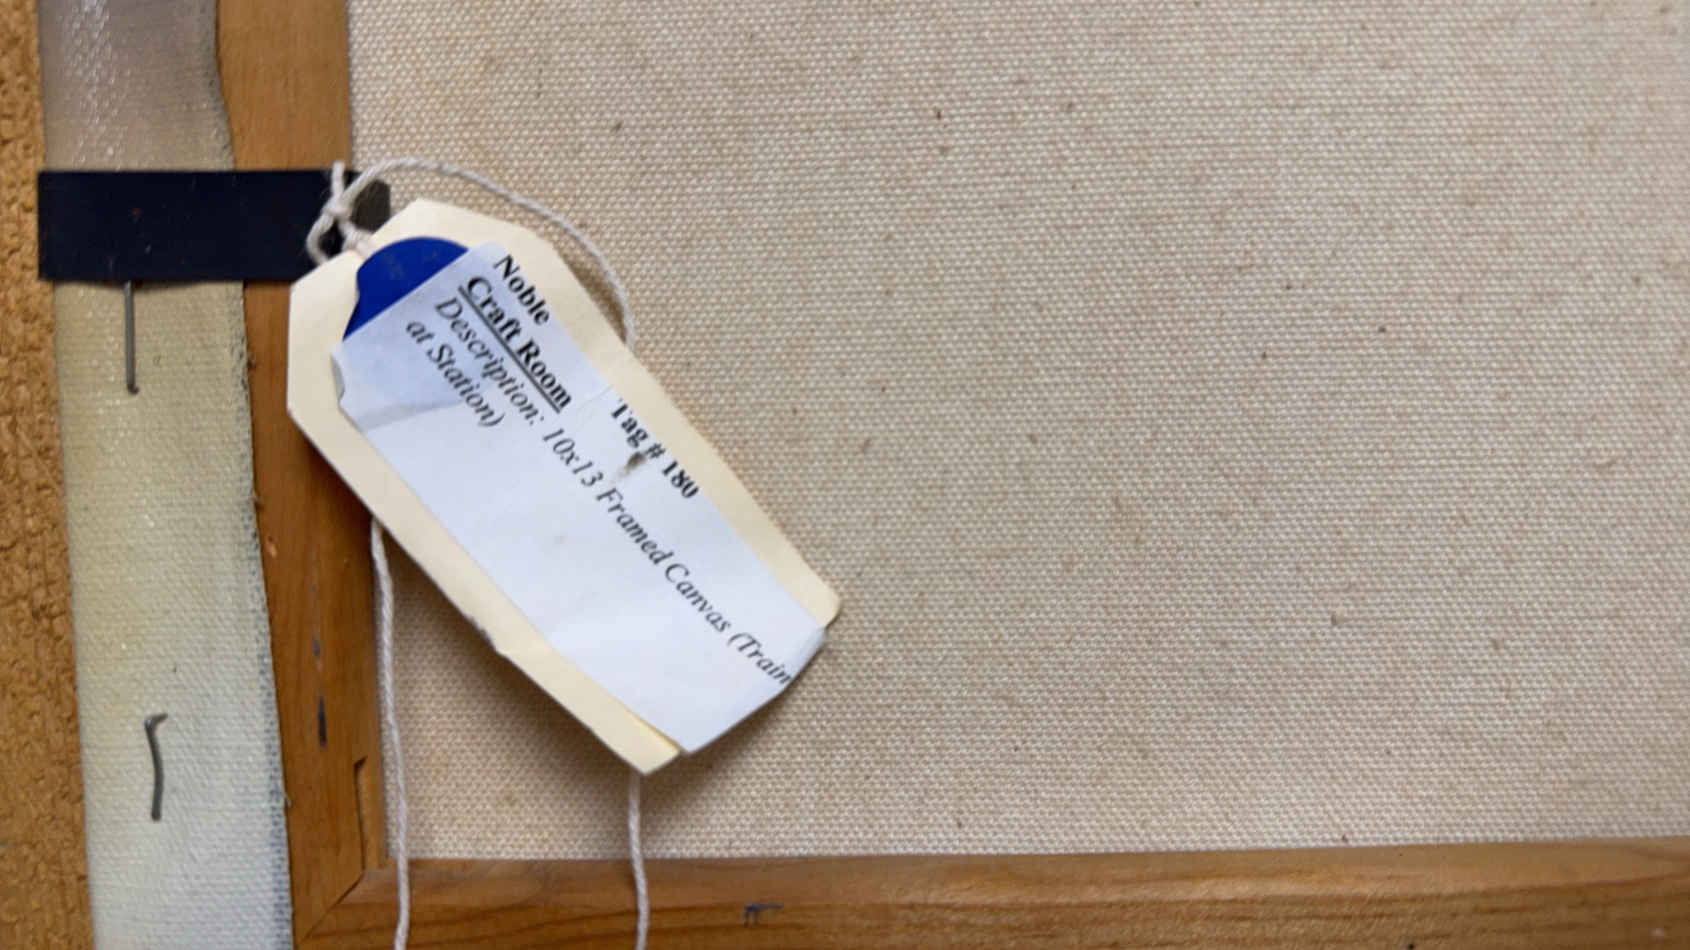 Noble
Craft Room Tag # 180
Description: 10x13 Framed Canvas (Train
at Station)